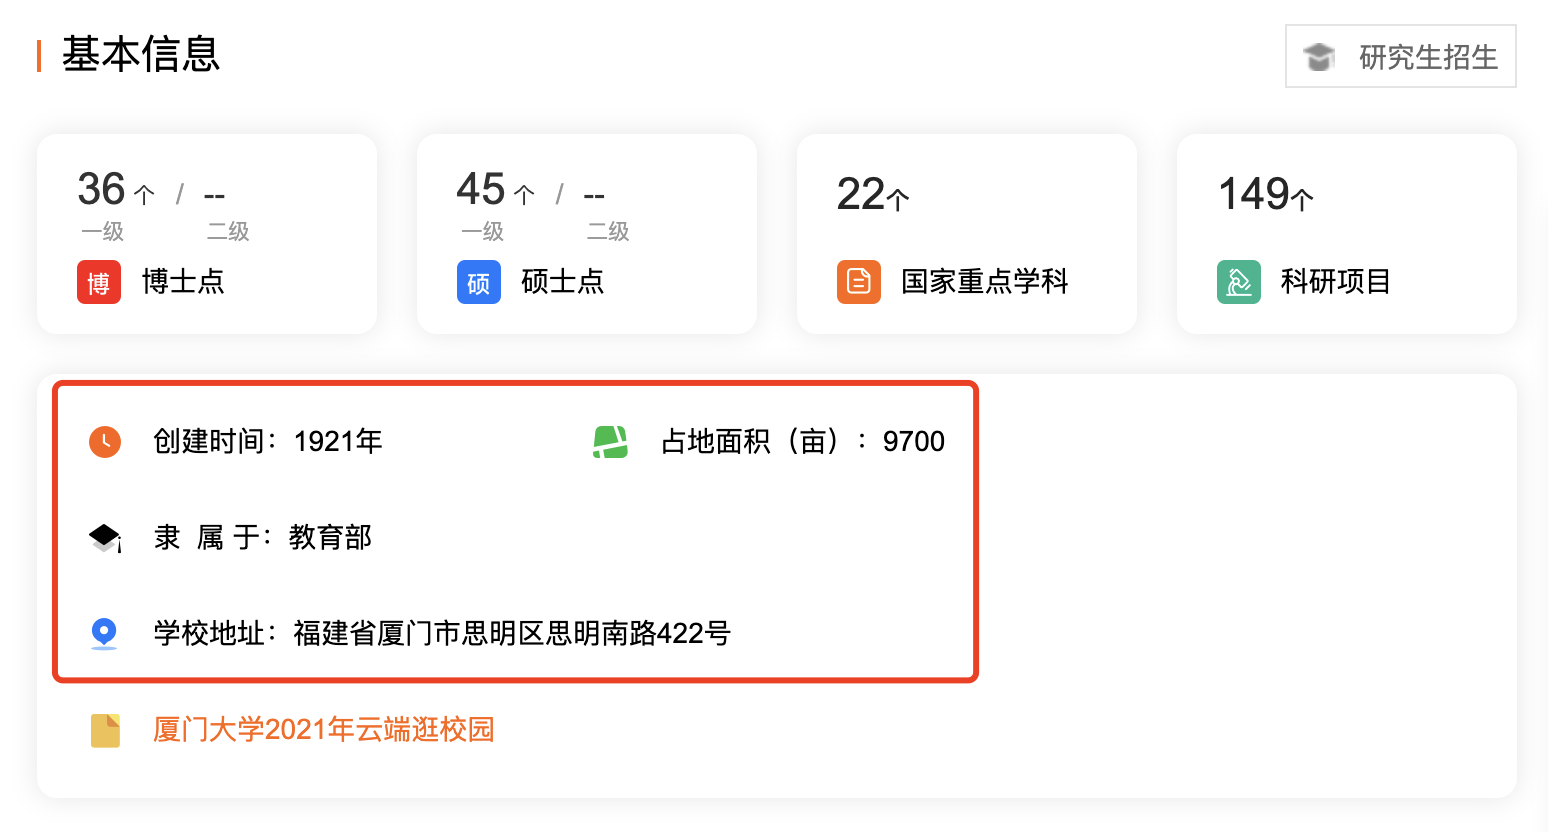 基本信息
研究生招生
36个 / --
一级 二级
博 博士点
45个 / --
一级 二级
硕 硕士点
22个
国家重点学科
149个
科研项目
创建时间：1921年 占地面积（亩）：9700
隶 属 于：教育部
学校地址：福建省厦门市思明区思明南路422号
厦门大学2021年云端逛校园